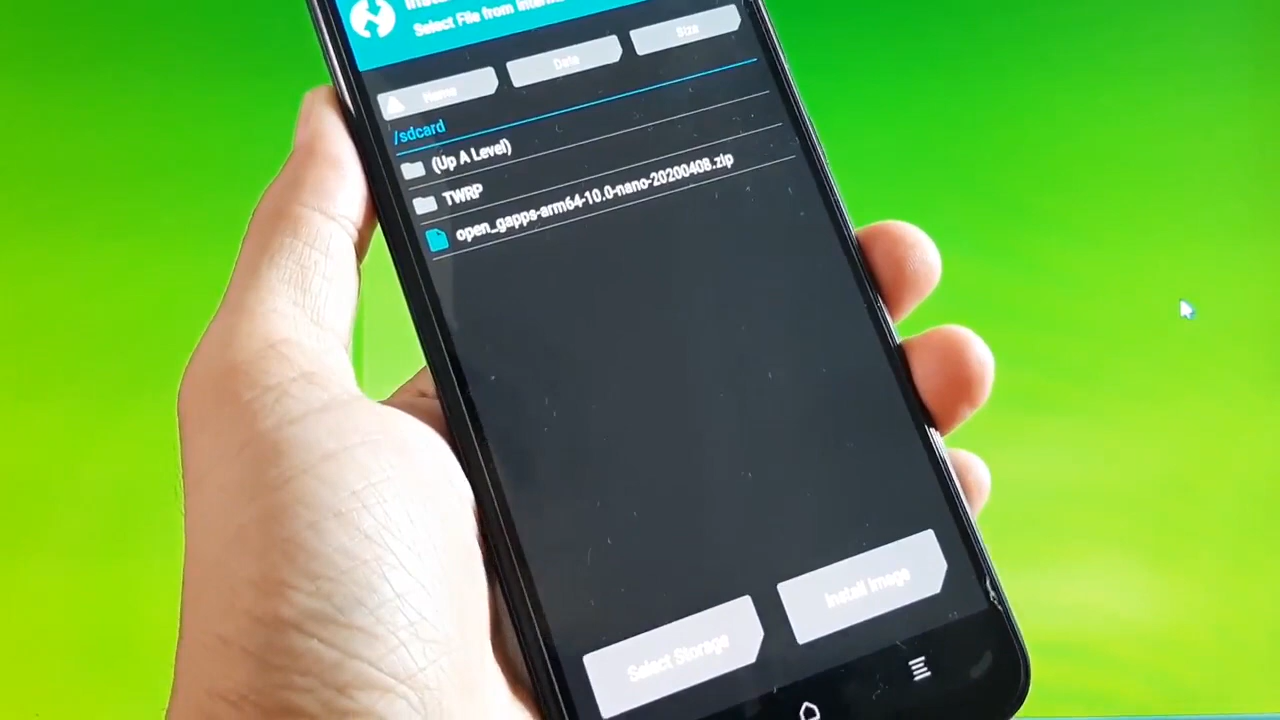 Select File from Interna
Name
Date
Size
/sdcard
(Up A Level)
TWRP
open_gapps-arm64-10.0-nano-20200408.zip
Select Storage
Install Image